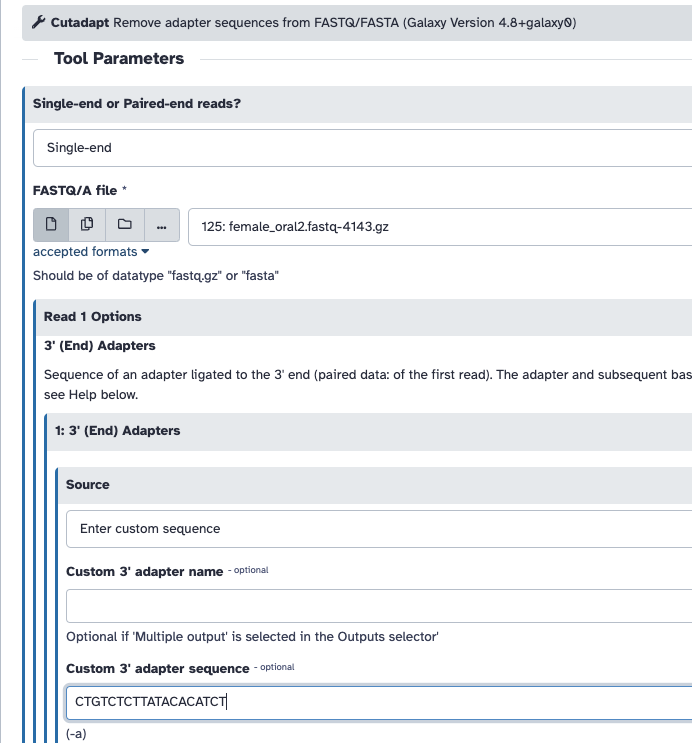 Cutadapt Remove adapter sequences from FASTQ/FASTA (Galaxy Version 4.8+galaxy0)
Tool Parameters
Single-end or Paired-end reads?
Single-end
FASTQ/A file *
... 125: female_oral2.fastq-4143.gz
accepted formats
Should be of datatype "fastq.gz" or "fasta"
Read 1 Options
3' (End) Adapters
Sequence of an adapter ligated to the 3' end (paired data: of the first read). The adapter and subsequent bas
see Help below.
1: 3' (End) Adapters
Source
Enter custom sequence
Custom 3' adapter name - optional
Optional if 'Multiple output' is selected in the Outputs selector'
Custom 3' adapter sequence - optional
CTGTCTCTTATACACATCT
(-a)